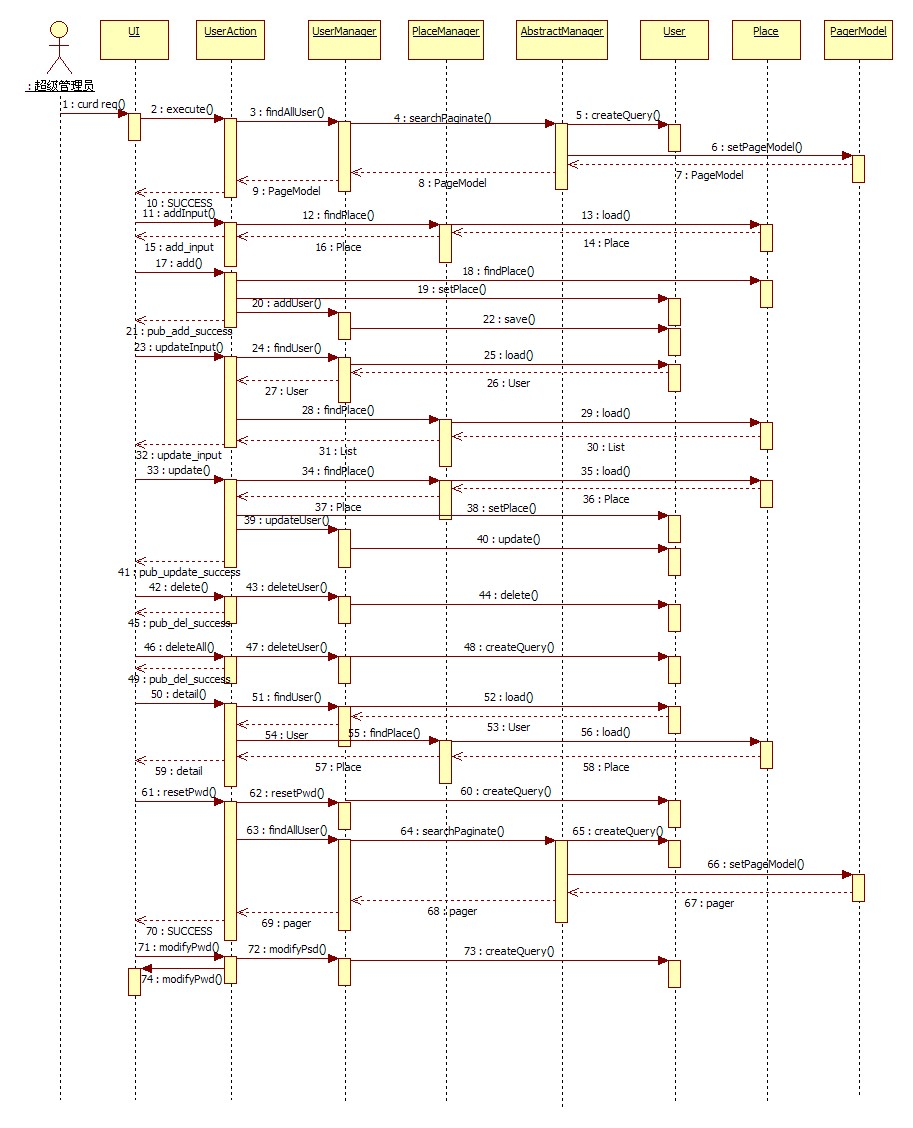 UI
UserAction
UserManager
PlaceManager
AbstractManager
User
Place
PagerModel
: 超级管理员
1 : curd req()
2 : execute()
3 : findAllUser()
4 : searchPaginate()
5 : createQuery()
6 : setPageModel()
7 : PageModel
8 : PageModel
9 : PageModel
10 : SUCCESS
11 : addInput()
12 : findPlace()
13 : load()
14 : Place
15 : add_input
16 : Place
17 : add()
18 : findPlace()
19 : setPlace()
20 : addUser()
21 : pub_add_success
22 : save()
23 : updateInput()
24 : findUser()
25 : load()
26 : User
27 : User
28 : findPlace()
29 : load()
30 : List
31 : List
32 : update_input
33 : update()
34 : findPlace()
35 : load()
36 : Place
37 : Place
38 : setPlace()
39 : updateUser()
40 : update()
41 : pub_update_success
42 : delete()
43 : deleteUser()
44 : delete()
45 : pub_del_success
46 : deleteAll()
47 : deleteUser()
48 : createQuery()
49 : pub_del_success
50 : detail()
51 : findUser()
52 : load()
53 : User
54 : User
55 : findPlace()
56 : load()
57 : Place
58 : Place
59 : detail
60 : createQuery()
61 : resetPwd()
62 : resetPwd()
63 : findAllUser()
64 : searchPaginate()
65 : createQuery()
66 : setPageModel()
67 : pager
68 : pager
69 : pager
70 : SUCCESS
71 : modifyPwd()
72 : modifyPsd()
73 : createQuery()
74 : modifyPwd()